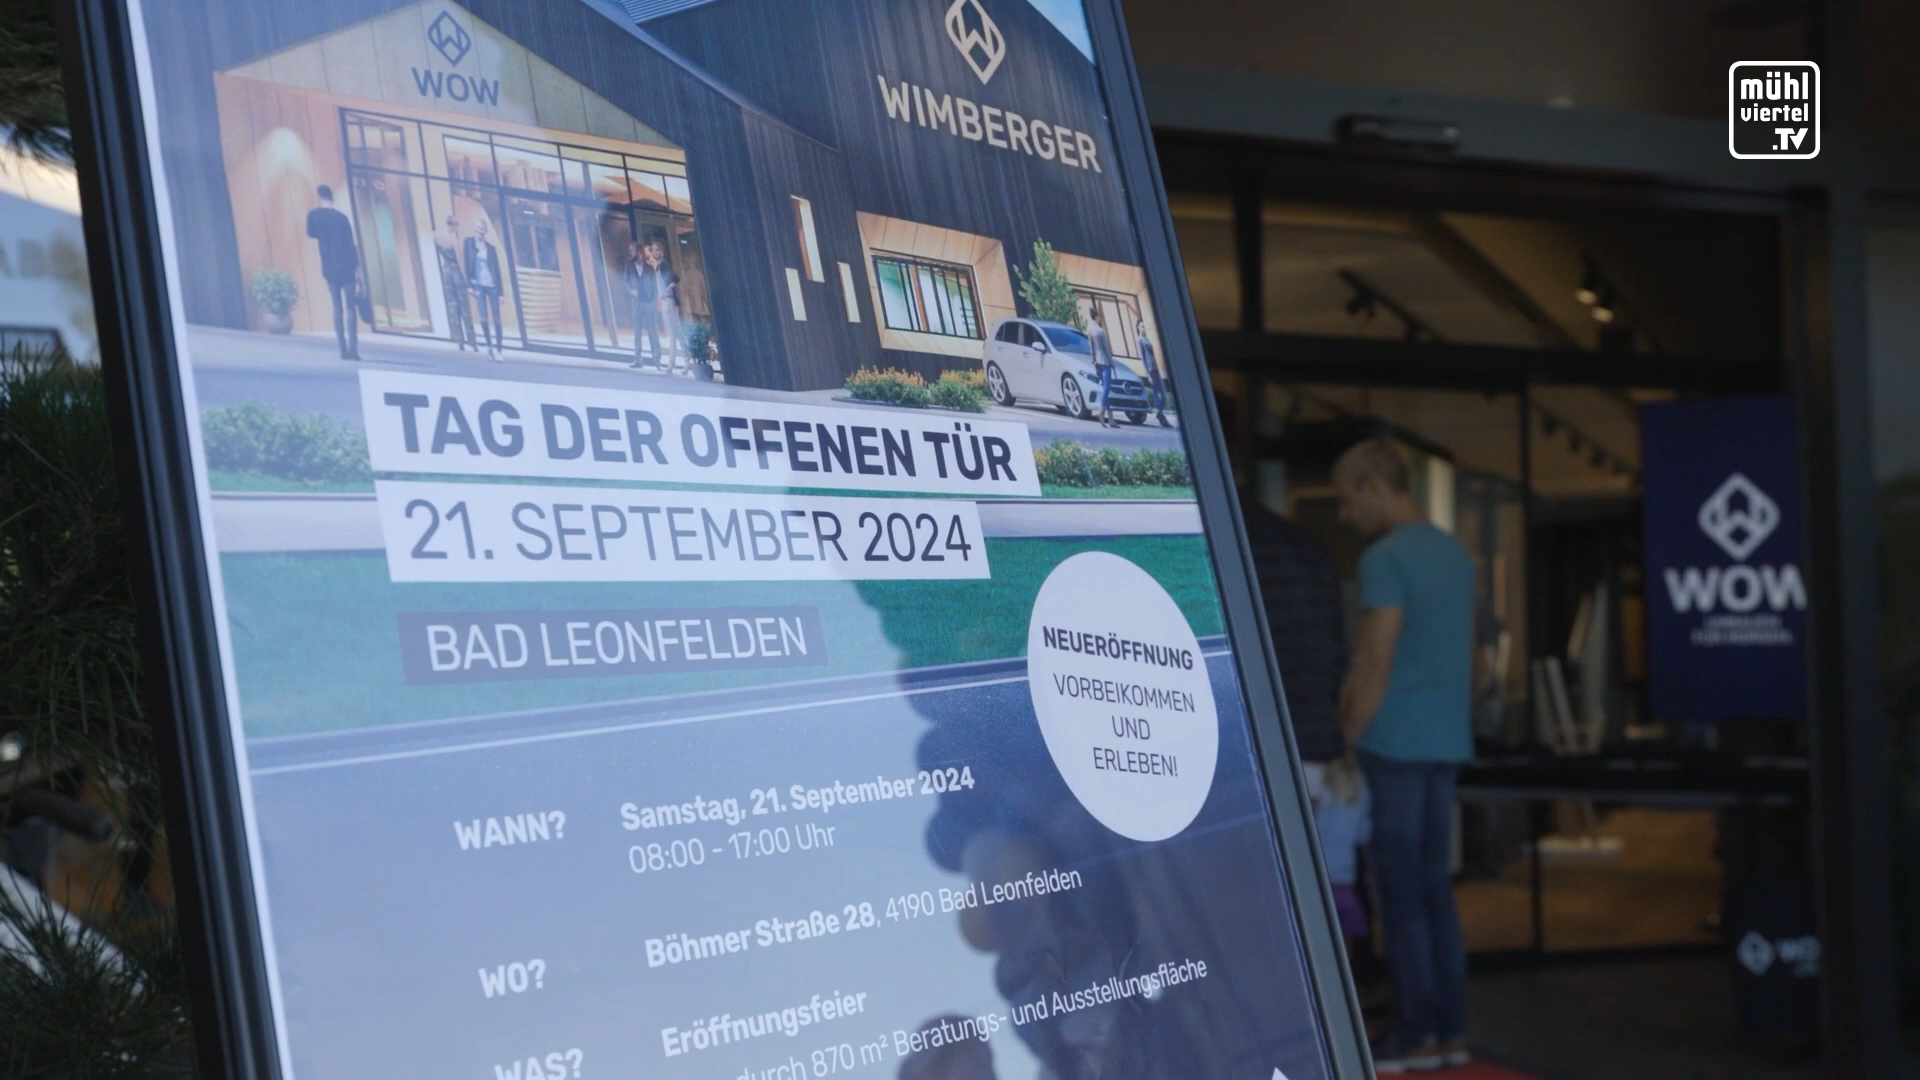 WOW
WIMBERGER
mühl
viertel
.TV
TAG DER OFFENEN TÜR
21. SEPTEMBER 2024
BAD LEONFELDEN
NEUERÖFFNUNG
VORBEIKOMMEN
UND
ERLEBEN!
WOW
WANN? Samstag, 21. September 2024
08:00 - 17:00 Uhr
WO? Böhmer Straße 28, 4190 Bad Leonfelden
WAS? Eröffnungsfeier
durch 870 m² Beratungs- und Ausstellungsfläche